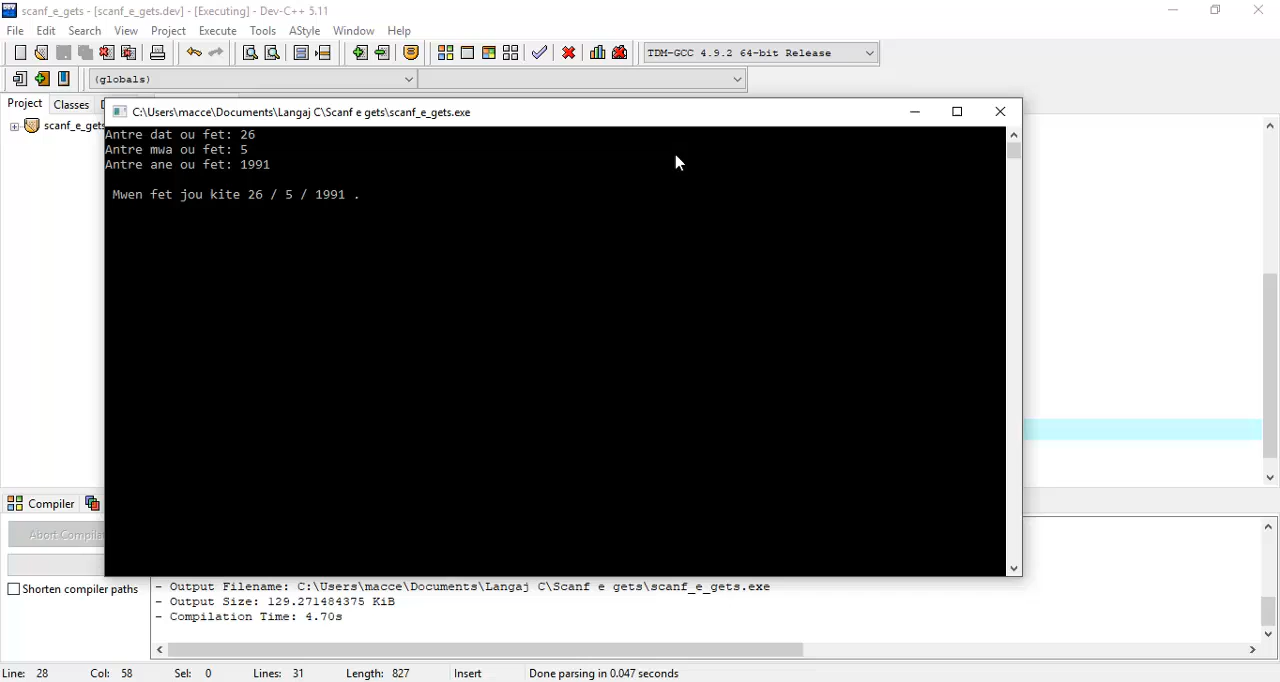 scanf_e_gets - [scanf_e_gets.dev] - [Executing] - Dev-C++ 5.11
File Edit Search View Project Execute Tools AStyle Window Help
TDM-GCC 4.9.2 64-bit Release
(globals)
Project Classes
scanf_e_gets
C:\Users\macce\Documents\Langaj C\Scanf e gets\scanf_e_gets.exe
Antre dat ou fet: 26
Antre mwa ou fet: 5
Antre ane ou fet: 1991
Mwen fet jou kite 26 / 5 / 1991 .
Compiler
Abort Compila
Shorten compiler paths
- Output Filename: C:\Users\macce\Documents\Langaj C\Scanf e gets\scanf_e_gets.exe
- Output Size: 129.271484375 KiB
- Compilation Time: 4.70s
Line: 28 Col: 58 Sel: 0 Lines: 31 Length: 827 Insert Done parsing in 0.047 seconds